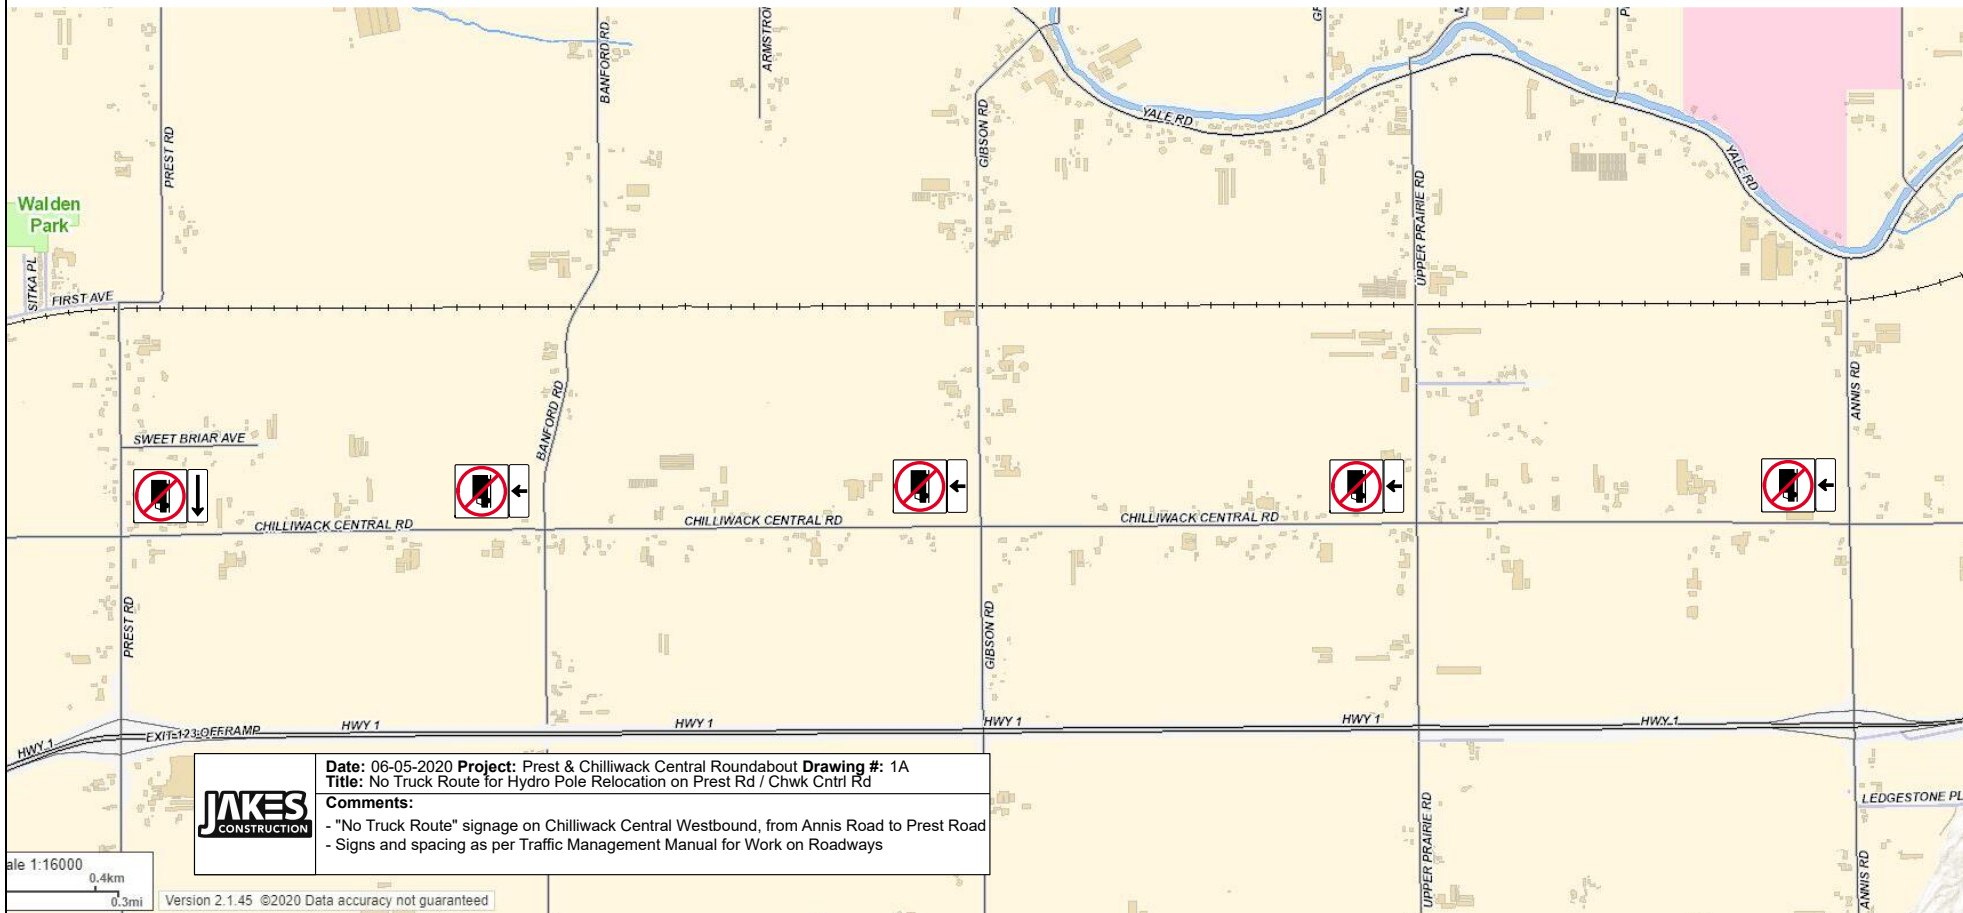 BANFORD RD
YALE RD
PREST RD
GIBSON RD
YALE RD
Walden
Park
UPPER PRAIRIE RD
SITKA PL
FIRST AVE
ANNIS RD
BANFORD RD
SWEET BRIAR AVE
CHILLIWACK CENTRAL RD
CHILLIWACK CENTRAL RD
CHILLIWACK CENTRAL RD
PREST RD
GIBSON RD
HWY 1
EXIT 123 OFFRAMP
HWY 1
HWY 1
HWY 1
HWY 1
HWY 1
JAKES
CONSTRUCTION
Date: 06-05-2020 Project: Prest & Chilliwack Central Roundabout Drawing #: 1A
Title: No Truck Route for Hydro Pole Relocation on Prest Rd / Chwk Cntrl Rd
Comments:
- "No Truck Route" signage on Chilliwack Central Westbound, from Annis Road to Prest Road
- Signs and spacing as per Traffic Management Manual for Work on Roadways
UPPER PRAIRIE RD
LEDGESTONE PL
ANNIS RD
ale 1:16000
0.4km
0.3mi
Version 2.1.45 ©2020 Data accuracy not guaranteed